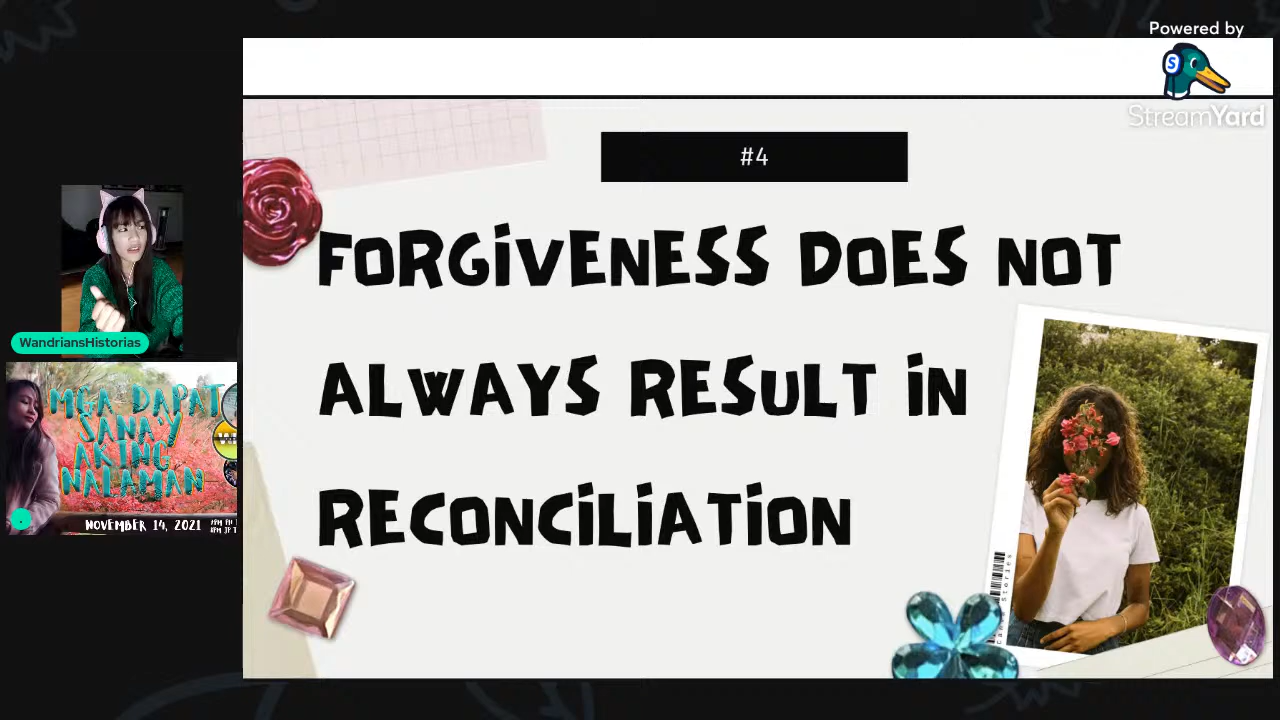 Powered by
StreamYard
#4
FORGIVENESS DOES NOT
ALWAYS RESULT IN
RECONCILIATION
WandriansHistorias
MGA DAPAT
SANA'Y
AKING
NALAMAN
NOVEMBER 14, 2021